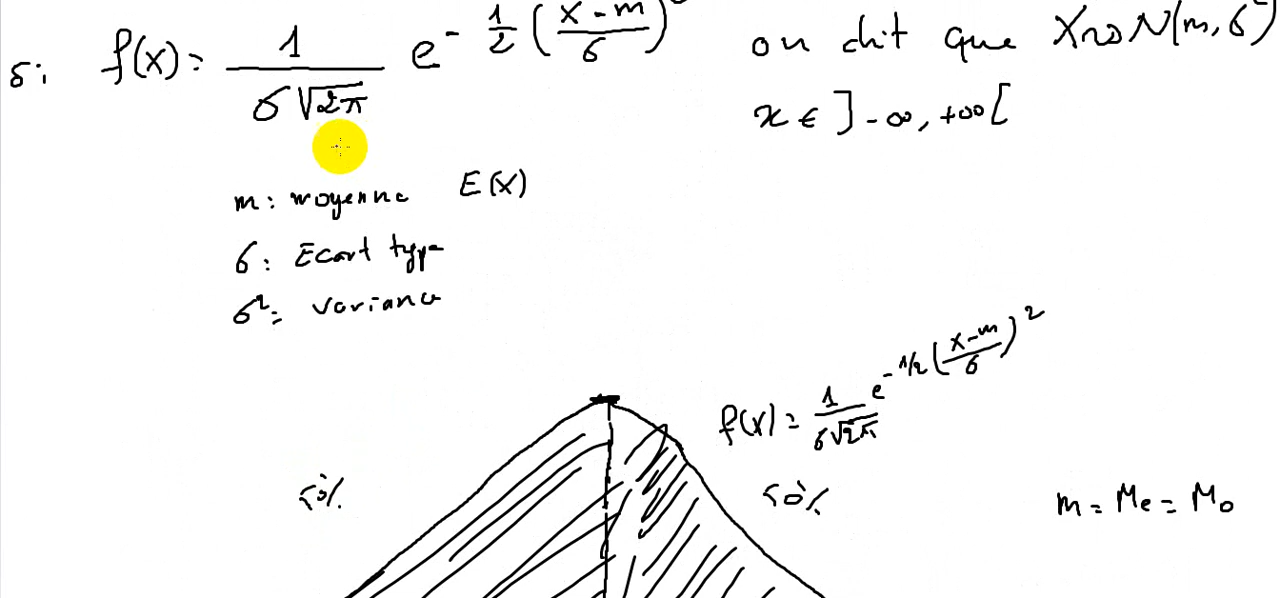 si f(x) = 1/(σ√2π) e^(-1/2 ((x-m)/σ)^2) on dit que X~N(m, σ²)
x ∈ ]-∞, +∞[
m: moyenne E(X)
σ: Ecart type
σ²: variance
f(x) = 1/(σ√2π) e^(-1/2 ((x-m)/σ)^2)
50% 50% m = Me = Mo